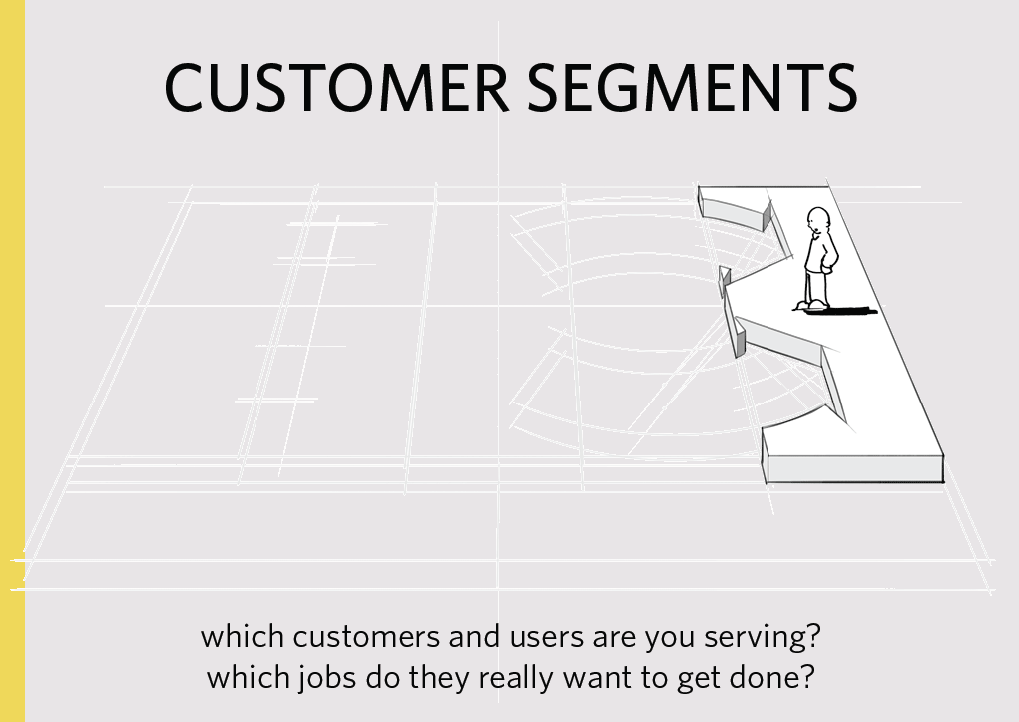 CUSTOMER SEGMENTS
which customers and users are you serving?
which jobs do they really want to get done?